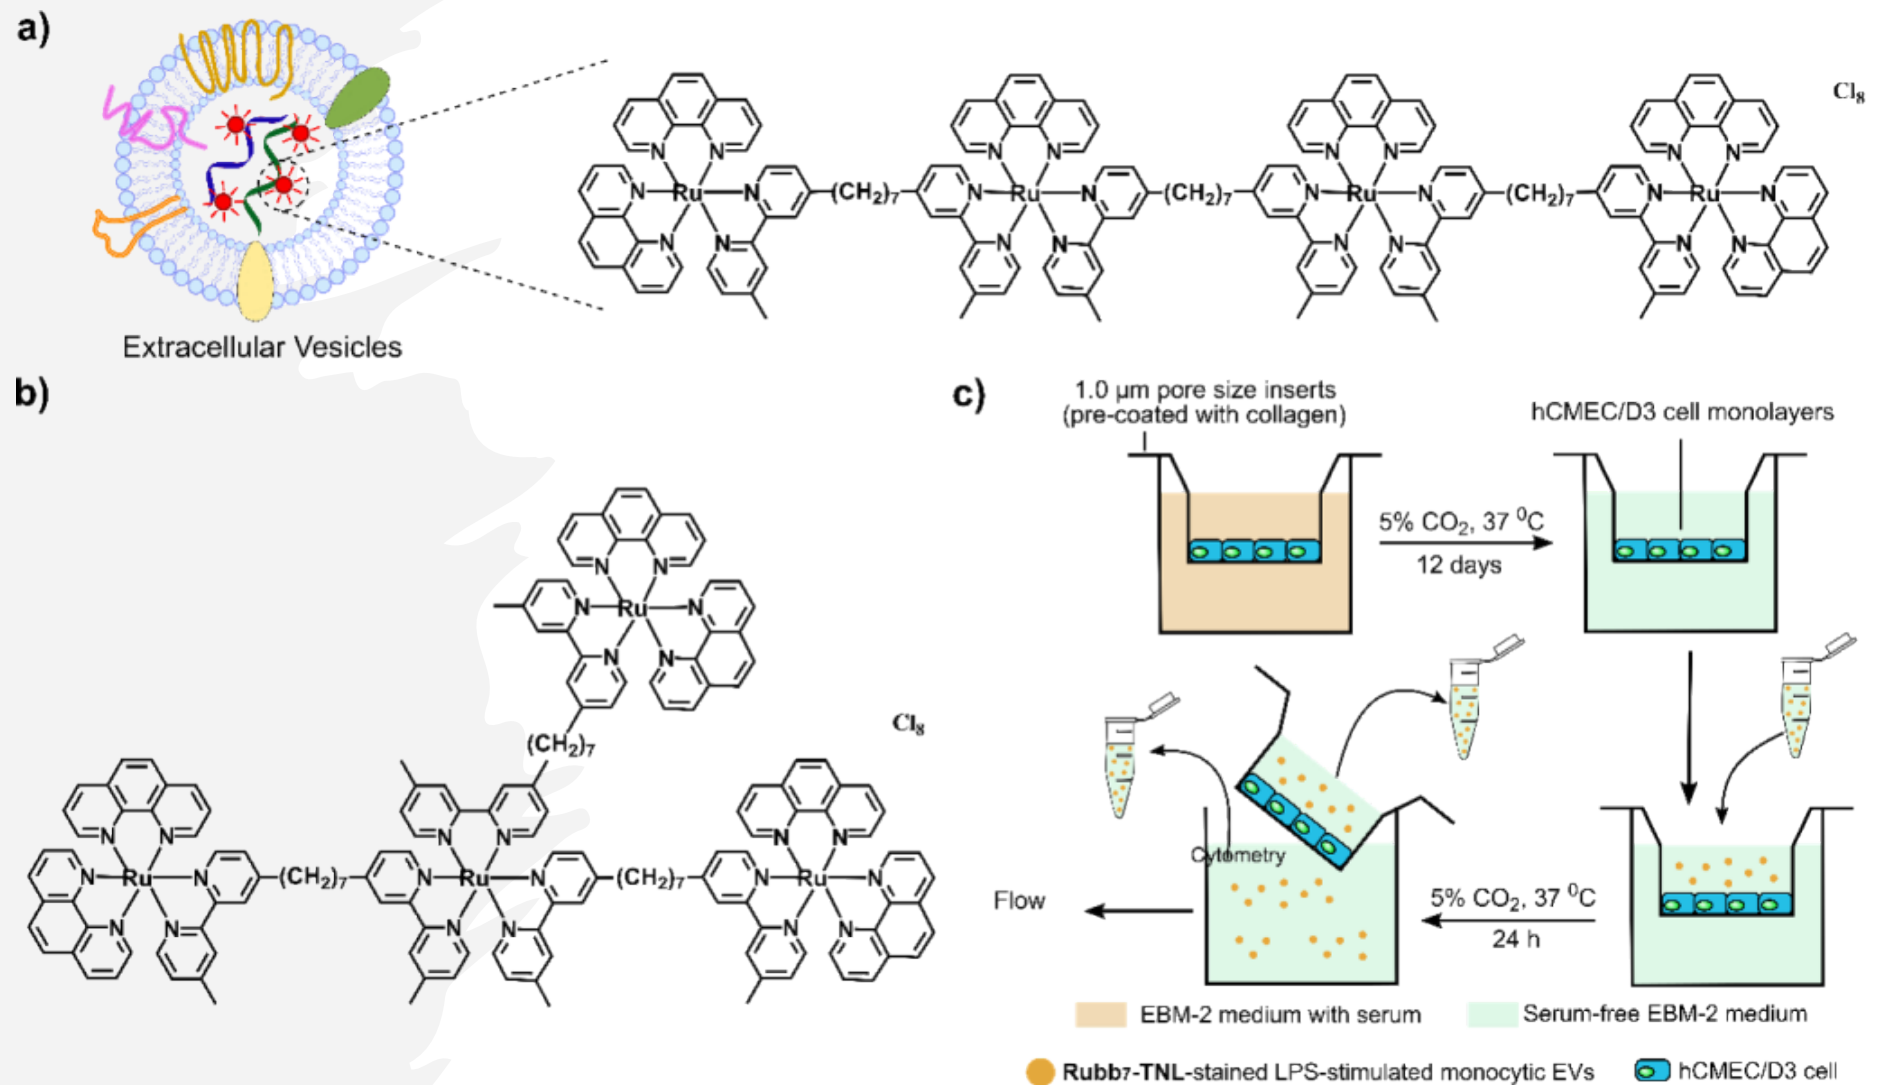 a)
Extracellular Vesicles
N N N N N N Ru (CH₂)₇ N N N N N N Ru (CH₂)₇ N N N N N N Ru (CH₂)₇ N N N N N N Ru
Cl₈
b)
N N N N N N Ru
(CH₂)₇
Cl₈
N N N N N N Ru (CH₂)₇ N N N N N N Ru (CH₂)₇ N N N N N N Ru
c)
1.0 µm pore size inserts
(pre-coated with collagen)
hCMEC/D3 cell monolayers
5% CO₂, 37 ⁰C
12 days
Cytometry
Flow
5% CO₂, 37 ⁰C
24 h
EBM-2 medium with serum
Serum-free EBM-2 medium
Rubb₇-TNL-stained LPS-stimulated monocytic EVs
hCMEC/D3 cell